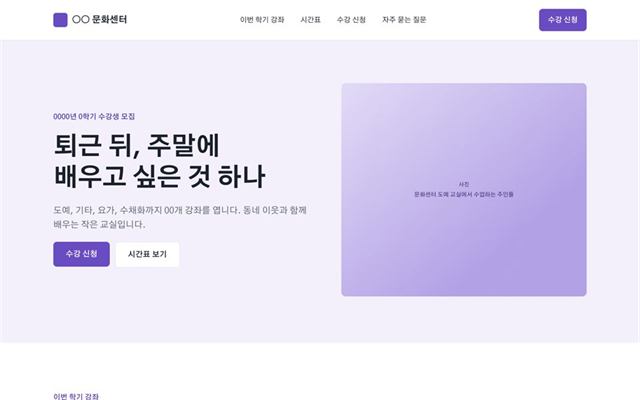 ○○ 문화센터
이번 학기 강좌
시간표
수강 신청
자주 묻는 질문
수강 신청
0000년 0학기 수강생 모집
퇴근 뒤, 주말에
배우고 싶은 것 하나
도예, 기타, 요가, 수채화까지 00개 강좌를 엽니다. 동네 이웃과 함께
배우는 작은 교실입니다.
수강 신청
시간표 보기
사진
문화센터 도예 교실에서 수업하는 주민들
이번 학기 강좌